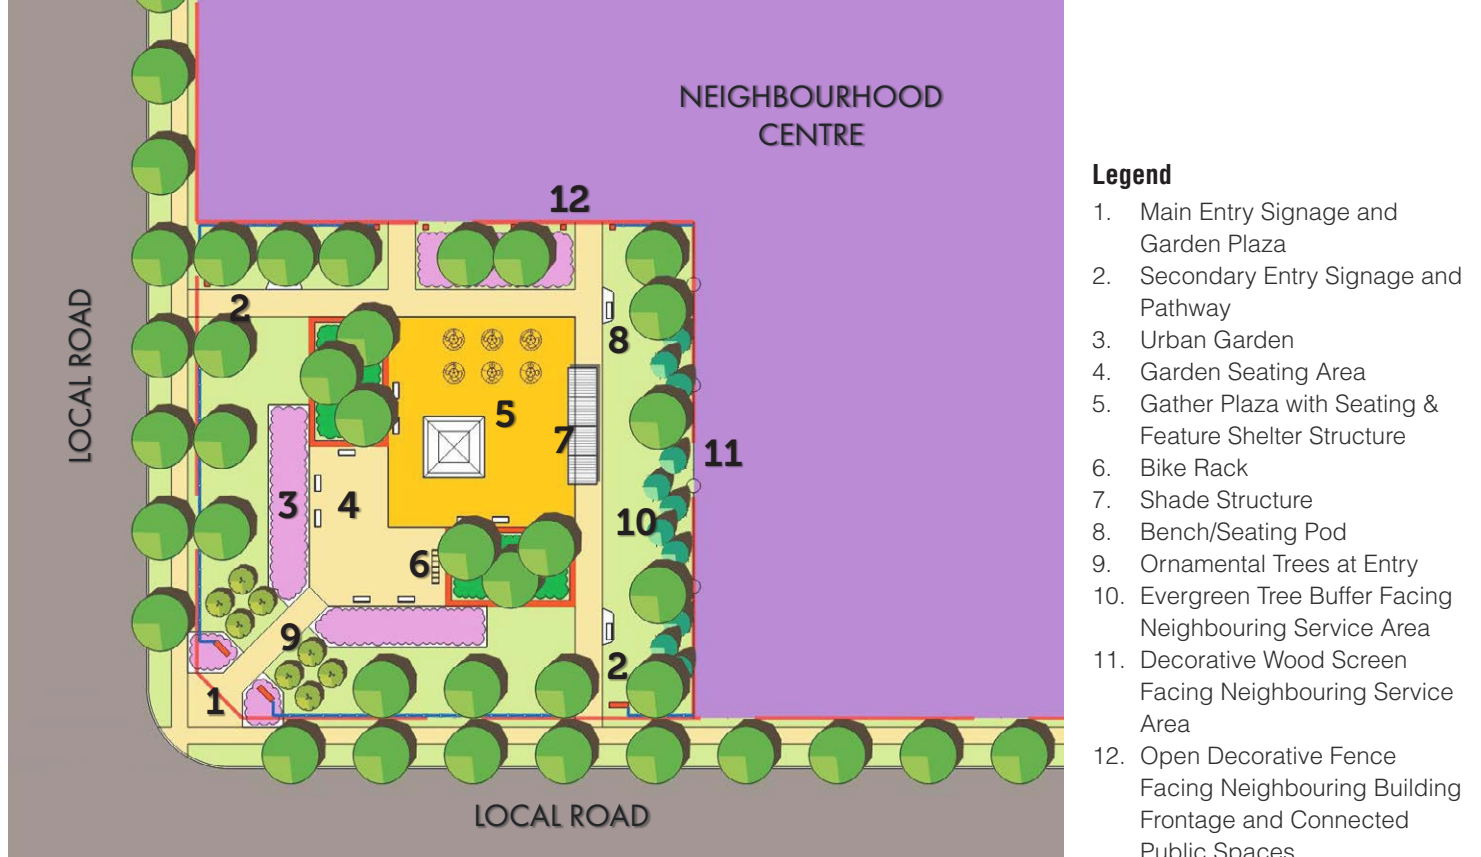 NEIGHBOURHOOD
CENTRE
12
2
8
5
7
11
3
4
10
6
9
2
1
LOCAL ROAD
LOCAL ROAD
Legend
1. Main Entry Signage and
Garden Plaza
2. Secondary Entry Signage and
Pathway
3. Urban Garden
4. Garden Seating Area
5. Gather Plaza with Seating &
Feature Shelter Structure
6. Bike Rack
7. Shade Structure
8. Bench/Seating Pod
9. Ornamental Trees at Entry
10. Evergreen Tree Buffer Facing
Neighbouring Service Area
11. Decorative Wood Screen
Facing Neighbouring Service
Area
12. Open Decorative Fence
Facing Neighbouring Building
Frontage and Connected
Public Spaces